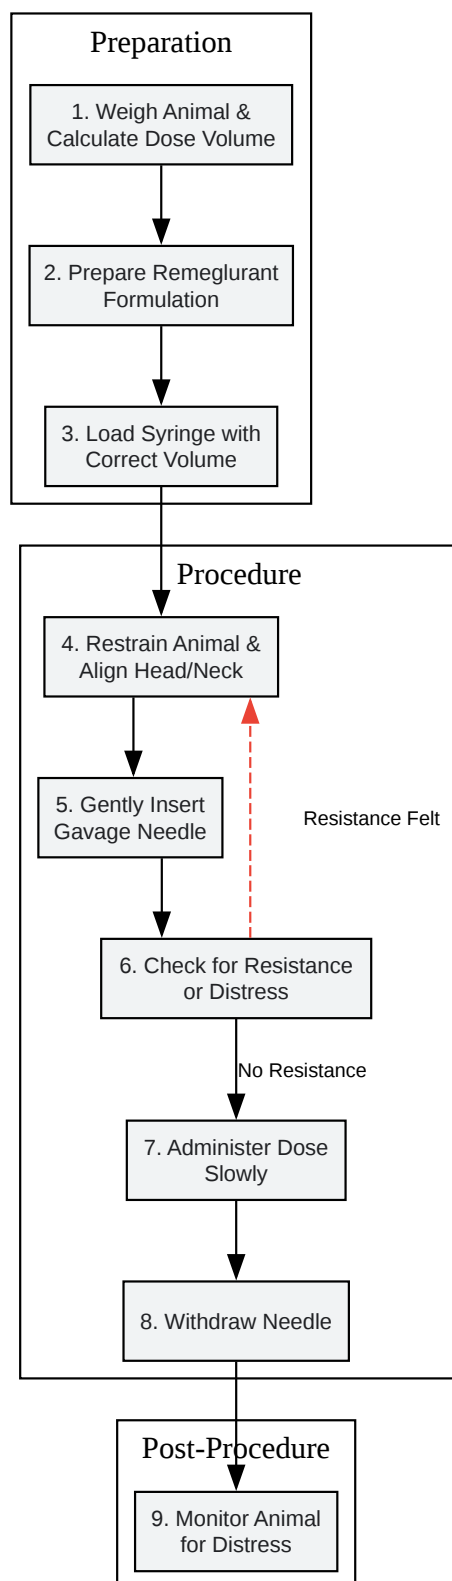 Preparation
1. Weigh Animal &
Calculate Dose Volume
2. Prepare Remeglurant
Formulation
3. Load Syringe with
Correct Volume
Procedure
4. Restrain Animal &
Align Head/Neck
5. Gently Insert
Gavage Needle
Resistance Felt
6. Check for Resistance
or Distress
No Resistance
7. Administer Dose
Slowly
8. Withdraw Needle
Post-Procedure
9. Monitor Animal
for Distress